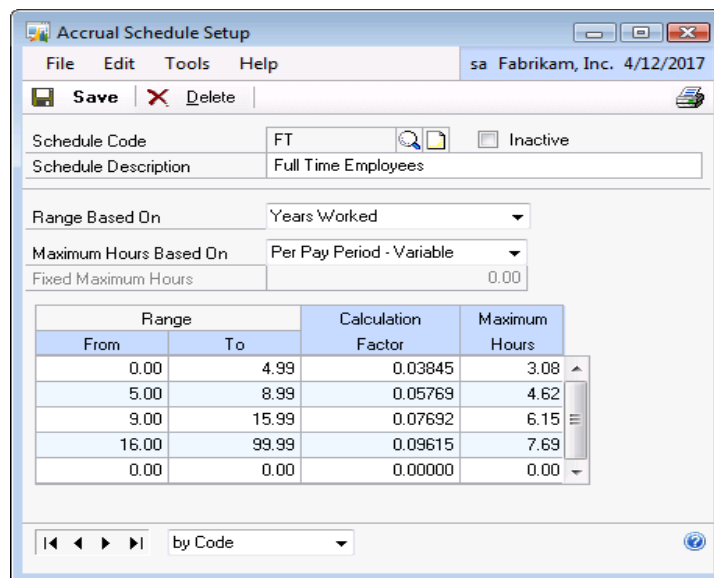 Accrual Schedule Setup
File Edit Tools Help sa Fabrikam, Inc. 4/12/2017
Save Delete
Schedule Code FT Inactive
Schedule Description Full Time Employees
Range Based On Years Worked
Maximum Hours Based On Per Pay Period - Variable
Fixed Maximum Hours 0.00
Range Calculation Maximum
From To Factor Hours
0.00 4.99 0.03845 3.08
5.00 8.99 0.05769 4.62
9.00 15.99 0.07692 6.15
16.00 99.99 0.09615 7.69
0.00 0.00 0.00000 0.00
by Code